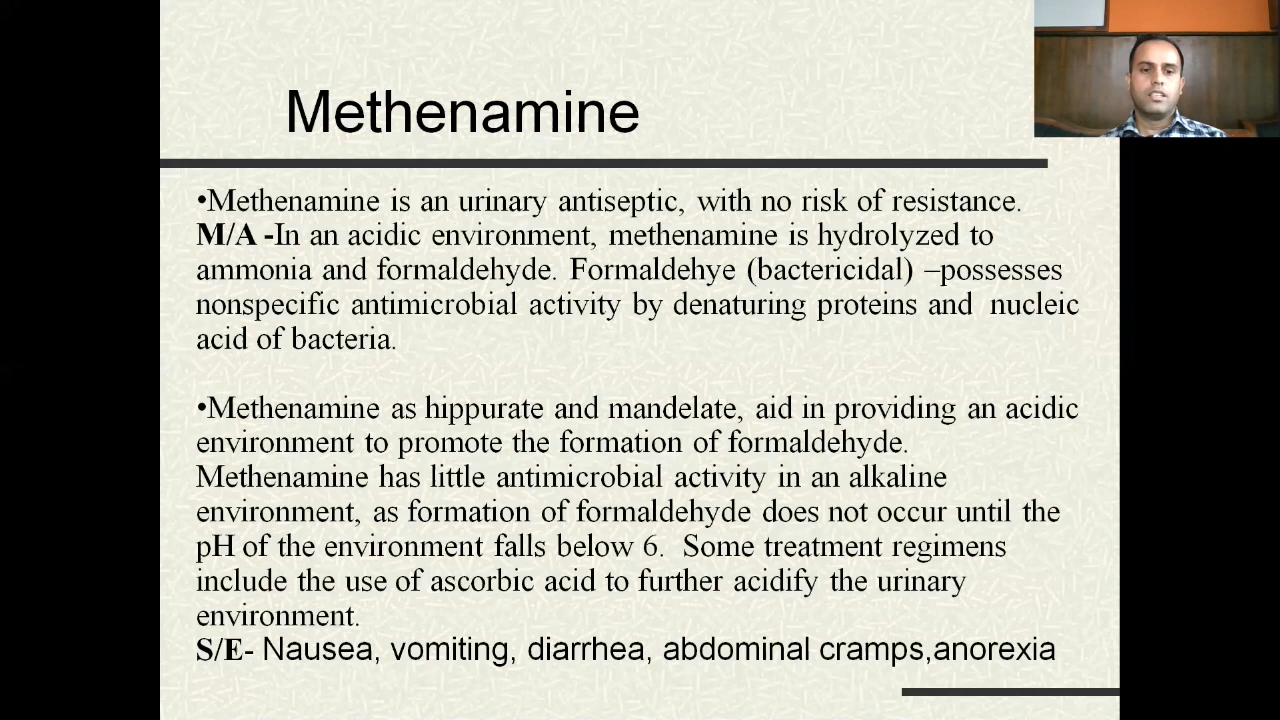 Methenamine
•Methenamine is an urinary antiseptic, with no risk of resistance.
M/A -In an acidic environment, methenamine is hydrolyzed to
ammonia and formaldehyde. Formaldehye (bactericidal) –possesses
nonspecific antimicrobial activity by denaturing proteins and nucleic
acid of bacteria.
•Methenamine as hippurate and mandelate, aid in providing an acidic
environment to promote the formation of formaldehyde.
Methenamine has little antimicrobial activity in an alkaline
environment, as formation of formaldehyde does not occur until the
pH of the environment falls below 6. Some treatment regimens
include the use of ascorbic acid to further acidify the urinary
environment.
S/E- Nausea, vomiting, diarrhea, abdominal cramps,anorexia